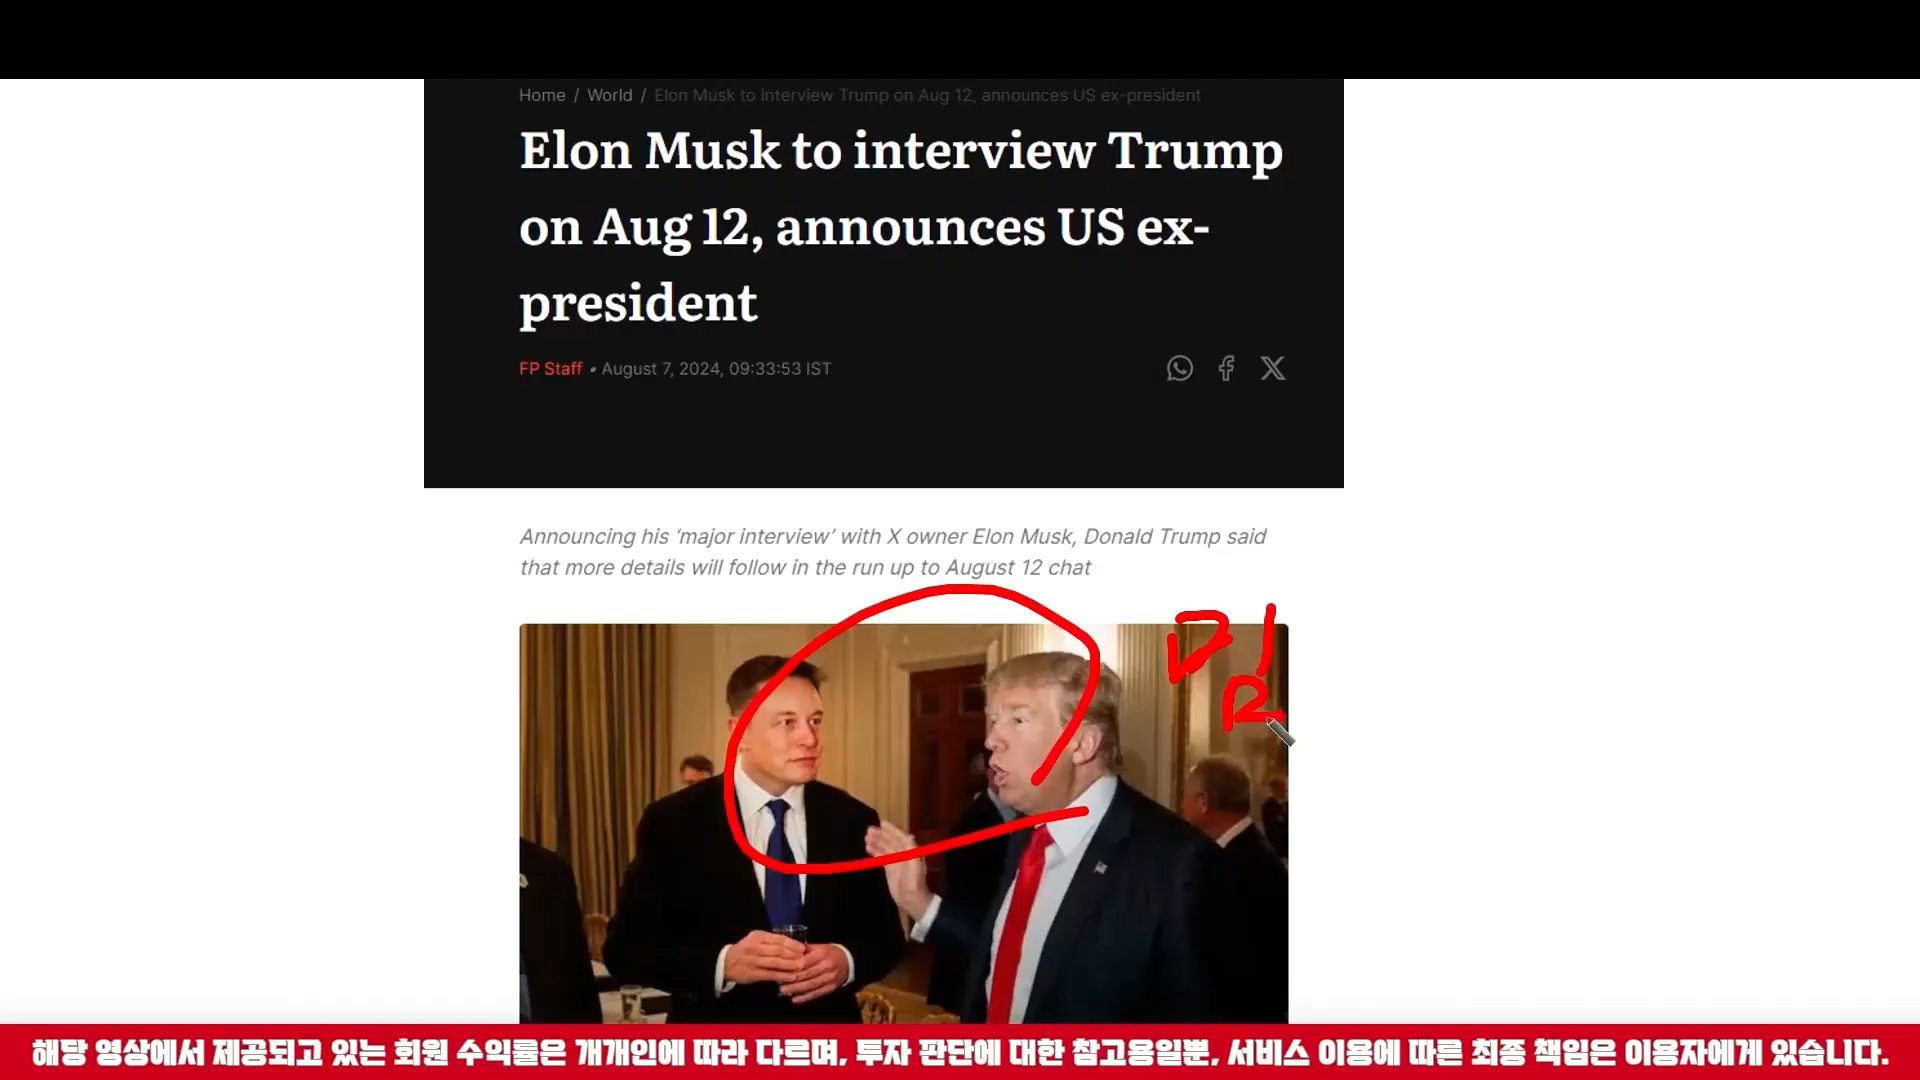 Home / World / Elon Musk to interview Trump on Aug 12, announces US ex-president
Elon Musk to interview Trump
on Aug 12, announces US ex-
president
FP Staff • August 7, 2024, 09:33:53 IST
Announcing his ‘major interview’ with X owner Elon Musk, Donald Trump said
that more details will follow in the run up to August 12 chat
해당 영상에서 제공되고 있는 회원 수익률은 개개인에 따라 다르며, 투자 판단에 대한 참고용일뿐, 서비스 이용에 따른 최종 책임은 이용자에게 있습니다.